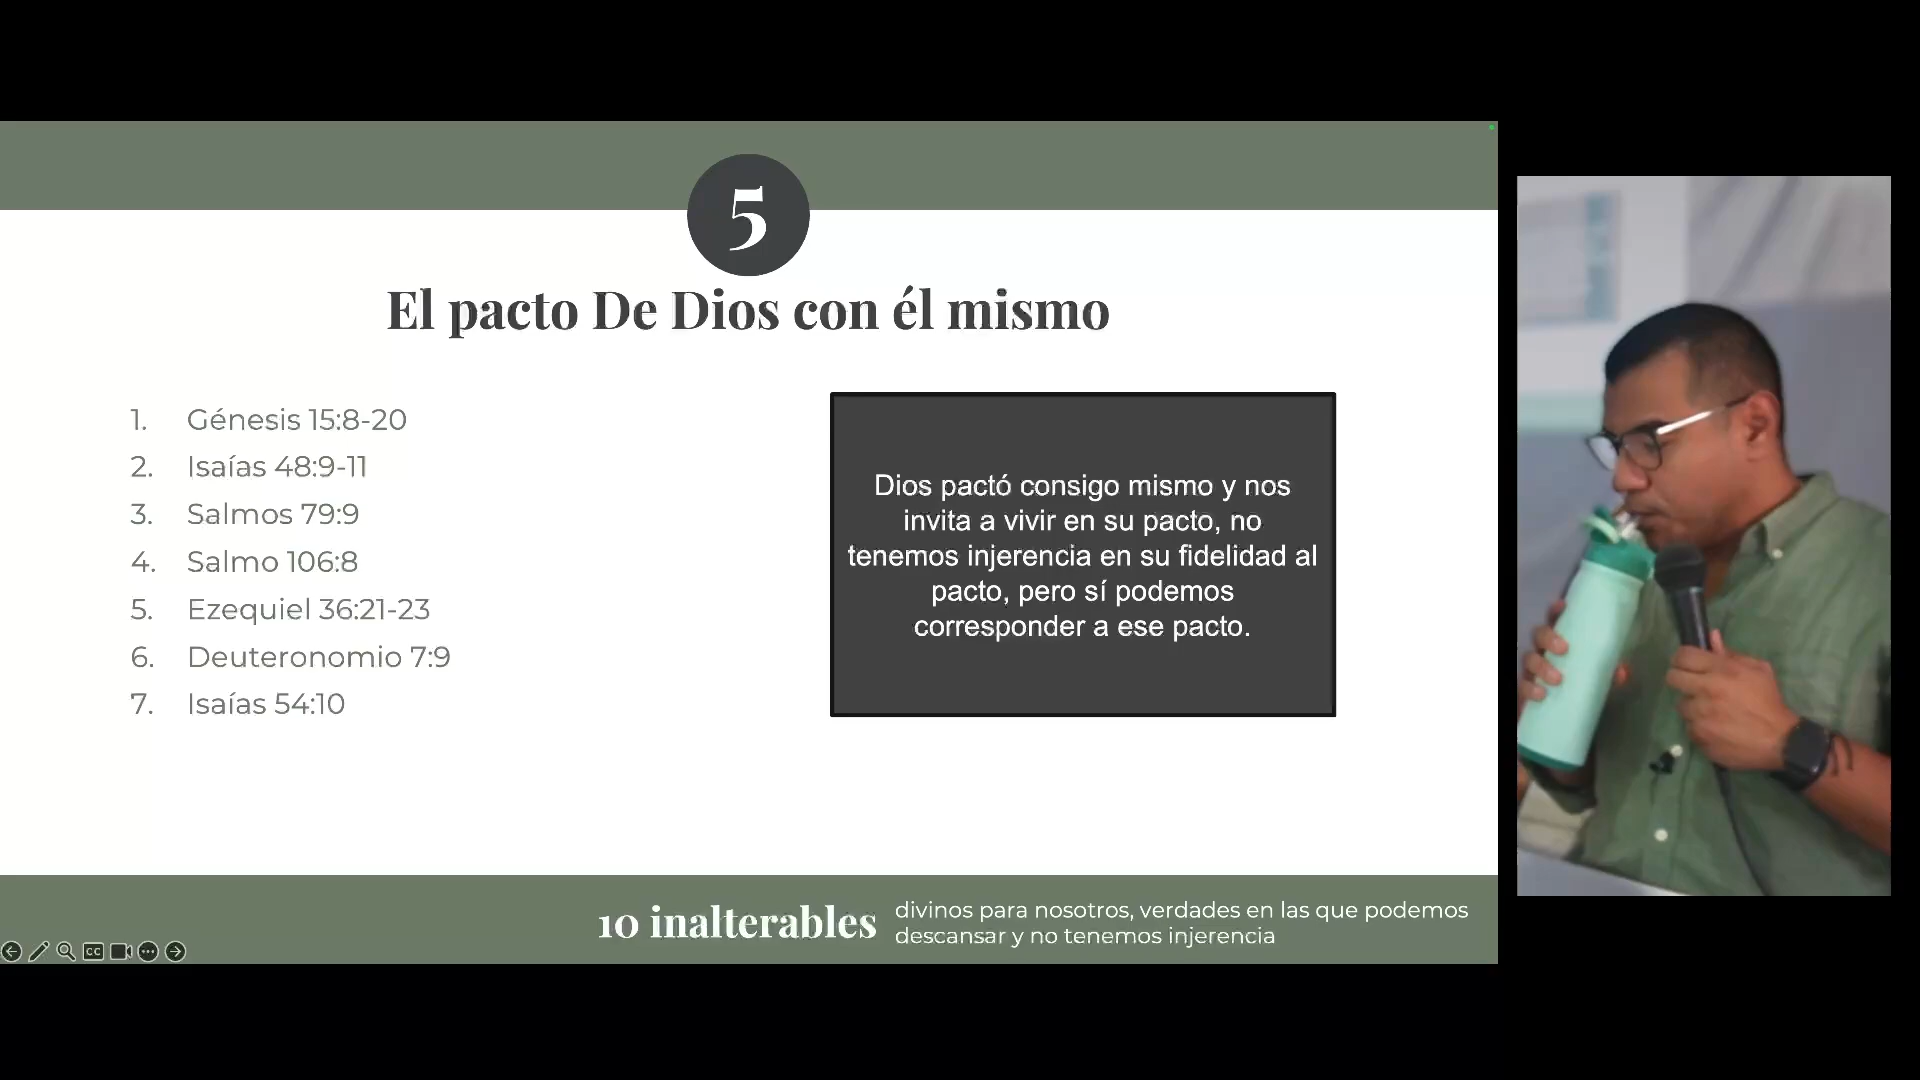 5
El pacto De Dios con él mismo
1. Génesis 15:8-20
2. Isaías 48:9-11
3. Salmos 79:9
4. Salmo 106:8
5. Ezequiel 36:21-23
6. Deuteronomio 7:9
7. Isaías 54:10
Dios pactó consigo mismo y nos
invita a vivir en su pacto, no
tenemos injerencia en su fidelidad al
pacto, pero sí podemos
corresponder a ese pacto.
10 inalterables
divinos para nosotros, verdades en las que podemos
descansar y no tenemos injerencia
CC